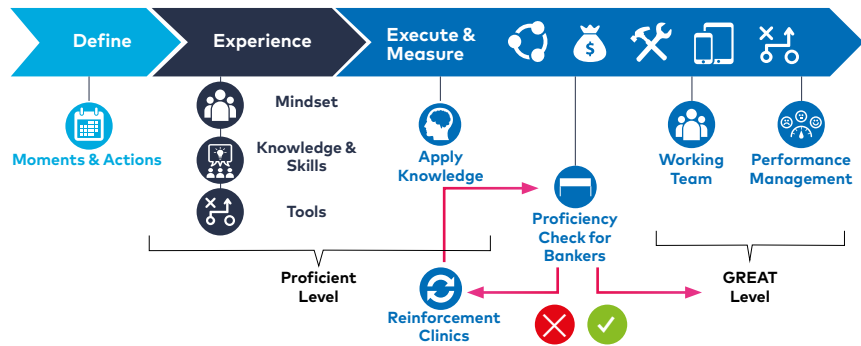 Define
Experience
Execute &
Measure
$
Mindset
Knowledge &
Skills
Tools
Moments & Actions
Apply
Knowledge
Proficiency
Check for
Bankers
Working
Team
Performance
Management
Proficient
Level
Reinforcement
Clinics
GREAT
Level